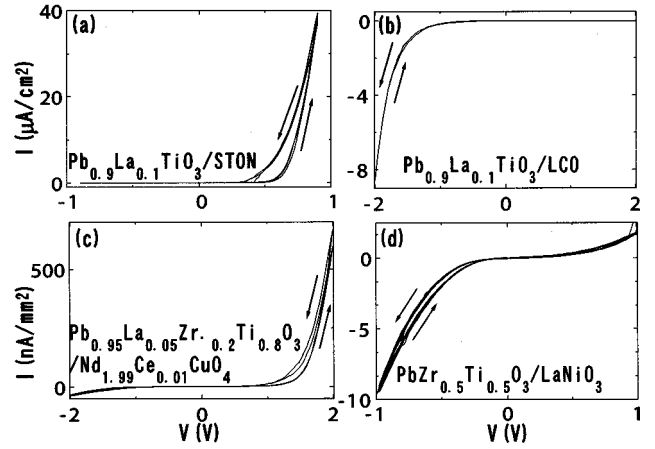 (a)
40
20
0
I (μA/cm2)
Pb0.9La0.1TiO3/STON
-1
0
1
(b)
0
-4
-8
Pb0.9La0.1TiO3/LCO
-2
0
2
(c)
500
0
I (nA/mm2)
Pb0.95La0.05Zr.0.2Ti0.8O3
/Nd1.99Ce0.01CuO4
-2
0
2
V (V)
(d)
0
-5
-10
PbZr0.5Ti0.5O3/LaNiO3
-1
0
1
V (V)